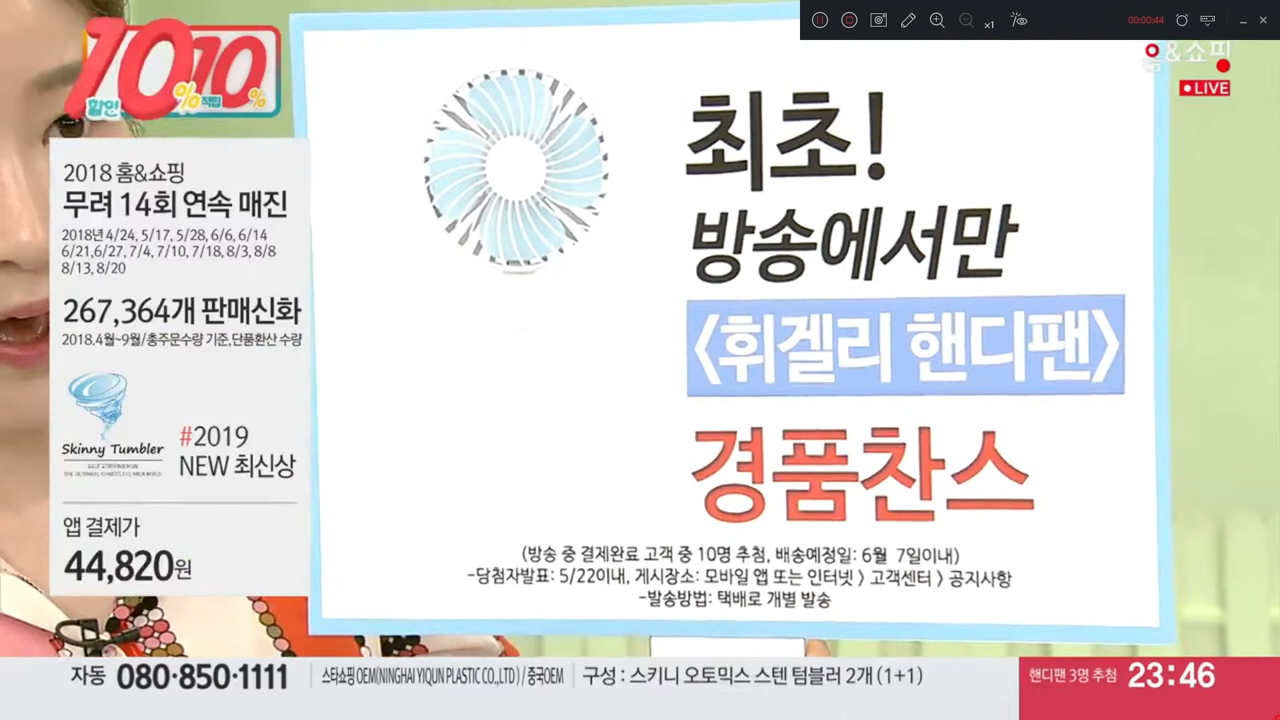 x1
00:00:44
10% 10%
할인 적립
홈&쇼핑
LIVE
2018 홈&쇼핑
무려 14회 연속 매진
2018년 4/24, 5/17, 5/28, 6/6, 6/14
6/21,6/27, 7/4, 7/10, 7/18, 8/3, 8/8
8/13, 8/20
267,364개 판매신화
2018.4월~9월/총주문수량 기준,단품환산 수량
Skinny Tumbler
#2019
NEW 최신상
앱 결제가
44,820원
최초!
방송에서만
<휘겔리 핸디팬>
경품찬스
(방송 중 결제완료 고객 중 10명 추첨, 배송예정일: 6월 7일이내)
-당첨자발표: 5/22이내, 게시장소: 모바일 앱 또는 인터넷 > 고객센터 > 공지사항
-발송방법: 택배로 개별 발송
자동 080·850·1111
스타쇼핑 OEM(NINGHAI YIQUN PLASTIC CO.,LTD) / 중국OEM
구성 : 스키니 오토믹스 스텐 텀블러 2개 (1+1)
핸디팬 3명 추첨 23:46